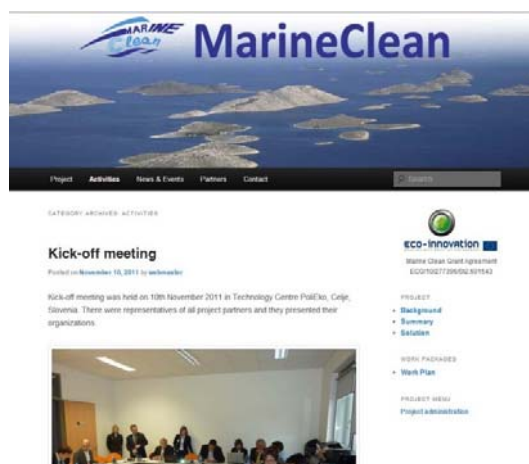 MARINE
Clean
MarineClean
Project Activities News & Events Partners Contact
Search
CATEGORY ARCHIVES: ACTIVITIES
Kick-off meeting
Posted on November 10, 2011 by webmaster
Kick-off meeting was held on 10th November 2011 in Technology Centre PoliEko, Celje,
Slovenia. There were representatives of all project partners and they presented their
organizations.
ECO-INNOVATION
Marine Clean Grant Agreement
PROJECT
Background
Summary
Solution
WORK PACKAGES
Work Plan
PROJECT MENU
Project administration